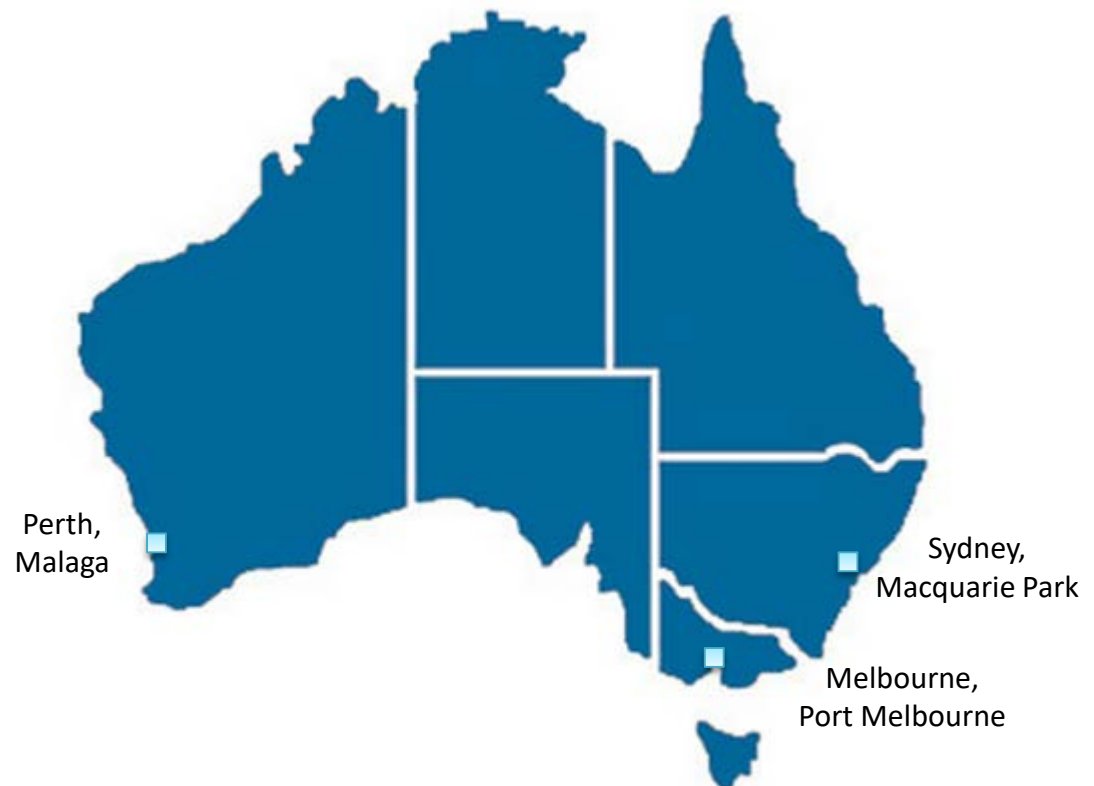 Perth,
Malaga
Sydney,
Macquarie Park
Melbourne,
Port Melbourne